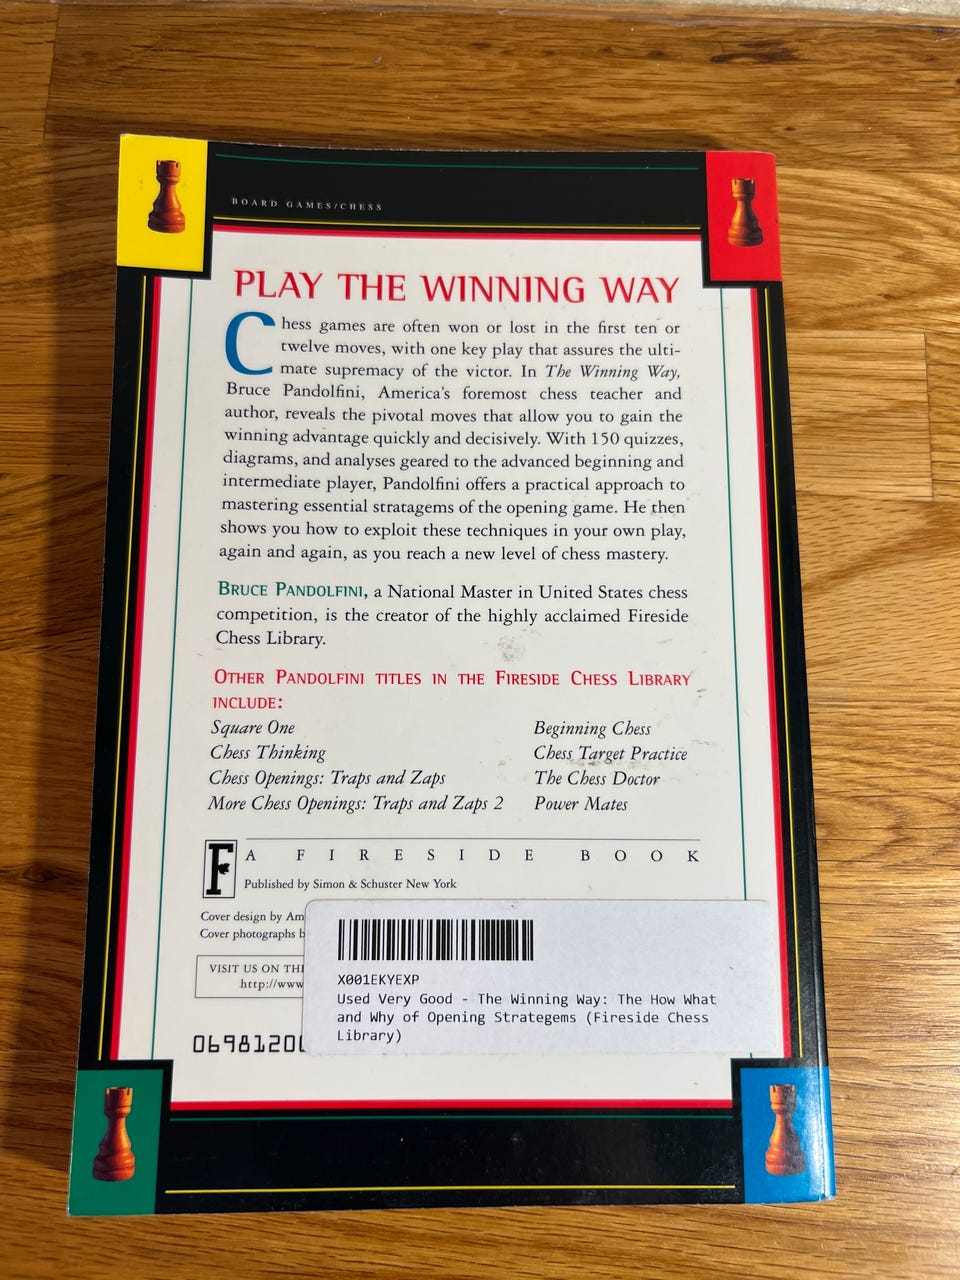 BOARD GAMES/CHESS
PLAY THE WINNING WAY
Chess games are often won or lost in the first ten or
twelve moves, with one key play that assures the ulti-
mate supremacy of the victor. In The Winning Way,
Bruce Pandolfini, America's foremost chess teacher and
author, reveals the pivotal moves that allow you to gain the
winning advantage quickly and decisively. With 150 quizzes,
diagrams, and analyses geared to the advanced beginning and
intermediate player, Pandolfini offers a practical approach to
mastering essential stratagems of the opening game. He then
shows you how to exploit these techniques in your own play,
again and again, as you reach a new level of chess mastery.
BRUCE PANDOLFINI, a National Master in United States chess
competition, is the creator of the highly acclaimed Fireside
Chess Library.
OTHER PANDOLFINI TITLES IN THE FIRESIDE CHESS LIBRARY
INCLUDE:
Square One
Chess Thinking
Chess Openings: Traps and Zaps
More Chess Openings: Traps and Zaps 2
Beginning Chess
Chess Target Practice
The Chess Doctor
Power Mates
F
A FIRESIDE BOOK
Published by Simon & Schuster New York
Cover design by Am
Cover photographs b
VISIT US ON THE
http://www
06981200
X001EKYEXP
Used Very Good - The Winning Way: The How What
and Why of Opening Strategems (Fireside Chess
Library)